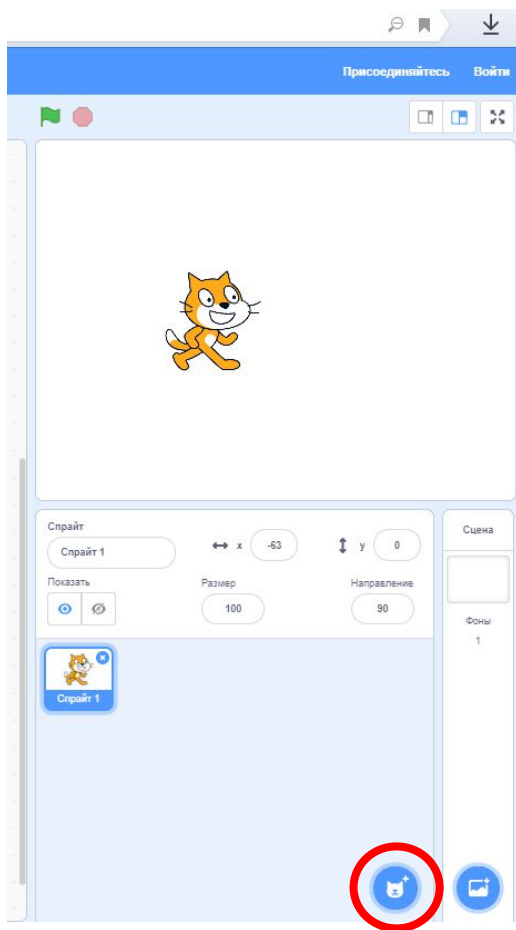 Присоединяйтесь Войти
Спрайт
Спрайт 1 x -63 y 0
Показать Размер Направление
100 90
Спрайт 1
Сцена
Фоны
1